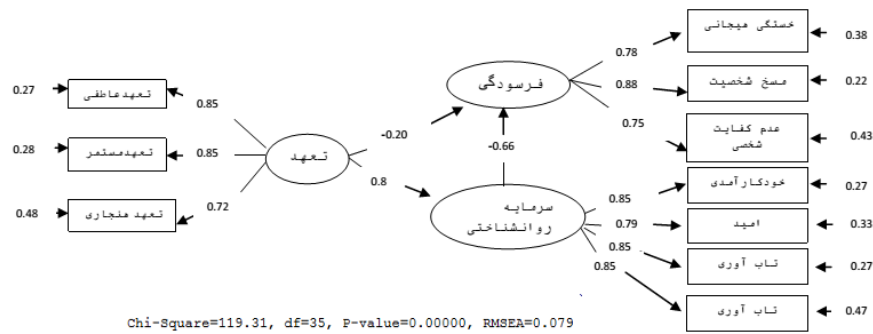 0.27
تعهدعاطفی
0.85
0.28
تعهدمستمر
0.85
0.48
تعهد هنجاری
0.72
تعهد
-0.20
0.8
فرسودگی
-0.66
سرمایه
روانشناختی
0.78
خستگی هیجانی
0.38
0.88
مسخ شخصیت
0.22
0.75
عدم کفایت
شخصی
0.43
0.85
خودکارآمدی
0.27
0.79
امید
0.33
0.85
تاب آوری
0.27
0.85
تاب آوری
0.47
Chi-Square=119.31, df=35, P-value=0.00000, RMSEA=0.079